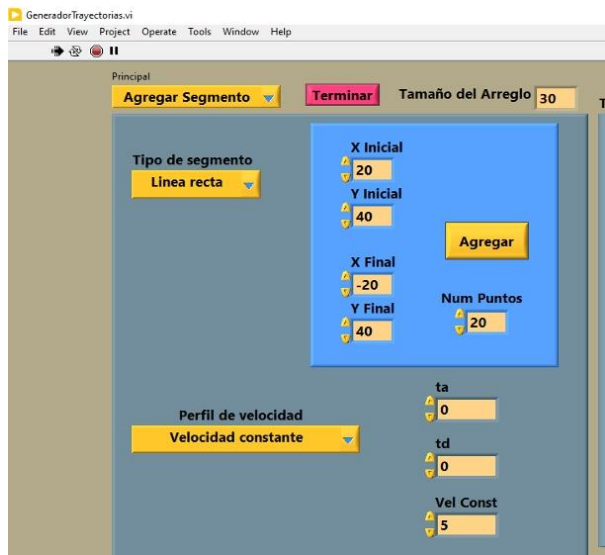 GeneradorTrayectorias.vi
File Edit View Project Operate Tools Window Help
Principal
Agregar Segmento
Terminar
Tamaño del Arreglo 30
Tipo de segmento
Linea recta
X Inicial
20
Y Inicial
40
Agregar
X Final
-20
Y Final
40
Num Puntos
20
Perfil de velocidad
Velocidad constante
ta
0
td
0
Vel Const
5